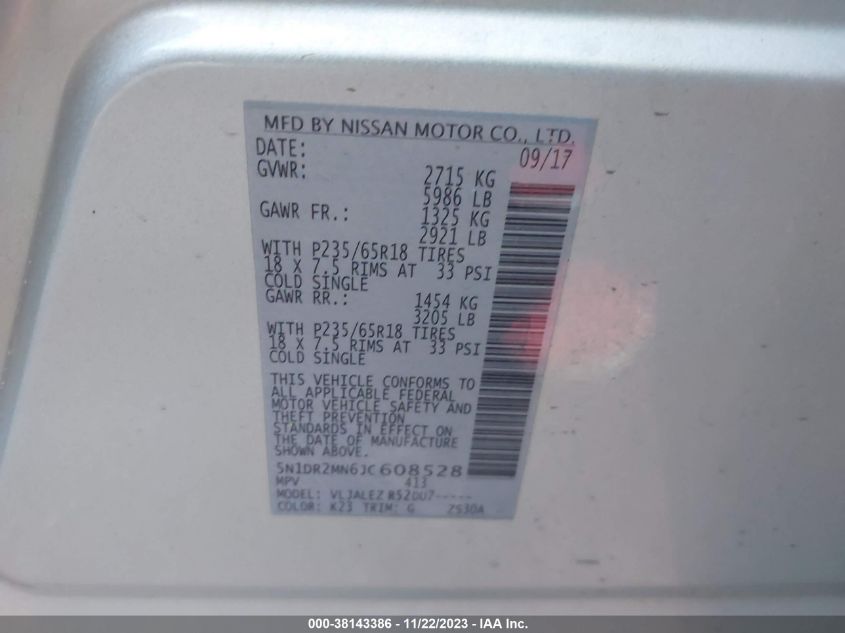 MFD BY NISSAN MOTOR CO., LTD.
DATE: 09/17
GVWR: 2715 KG
5986 LB
GAWR FR.: 1325 KG
2921 LB
WITH P235/65R18 TIRES
18 X 7.5 RIMS AT 33 PSI
COLD SINGLE
GAWR RR.: 1454 KG
3205 LB
WITH P235/65R18 TIRES
18 X 7.5 RIMS AT 33 PSI
COLD SINGLE
THIS VEHICLE CONFORMS TO
ALL APPLICABLE FEDERAL
MOTOR VEHICLE SAFETY AND
THEFT PREVENTION
STANDARDS IN EFFECT ON
THE DATE OF MANUFACTURE
SHOWN ABOVE.
5N1DR2MN6JC608528
MPV 413
MODEL: VLJALEZ R52DU7-----
COLOR: K23 TRIM: G 2S30A
000-38143386 - 11/22/2023 - IAA Inc.